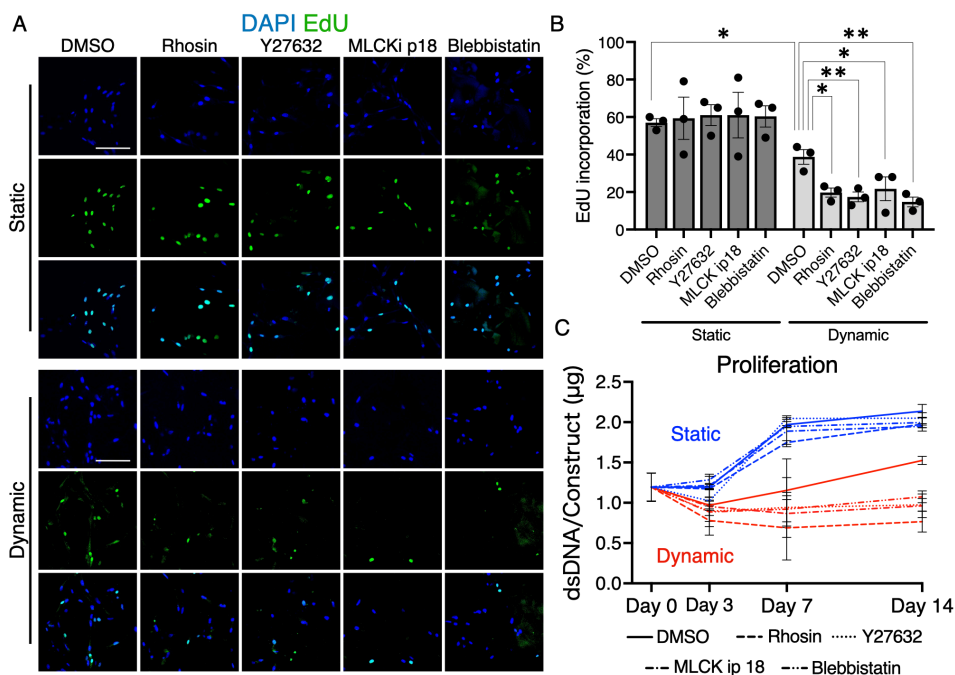 A
DAPI EdU
DMSO Rhosin Y27632 MLCKi p18 Blebbistatin
Static
Dynamic
B
EdU incorporation (%)
100
80
60
40
20
0
* ** * ** *
DMSO Rhosin Y27632 MLCK ip18 Blebbistatin DMSO Rhosin Y27632 MLCK ip18 Blebbistatin
Static Dynamic
C
Proliferation
dsDNA/Construct (μg)
2.5
2.0
1.5
1.0
0.5
0.0
Static
Dynamic
Day 0 Day 3 Day 7 Day 14
DMSO Rhosin Y27632
MLCK ip 18 Blebbistatin